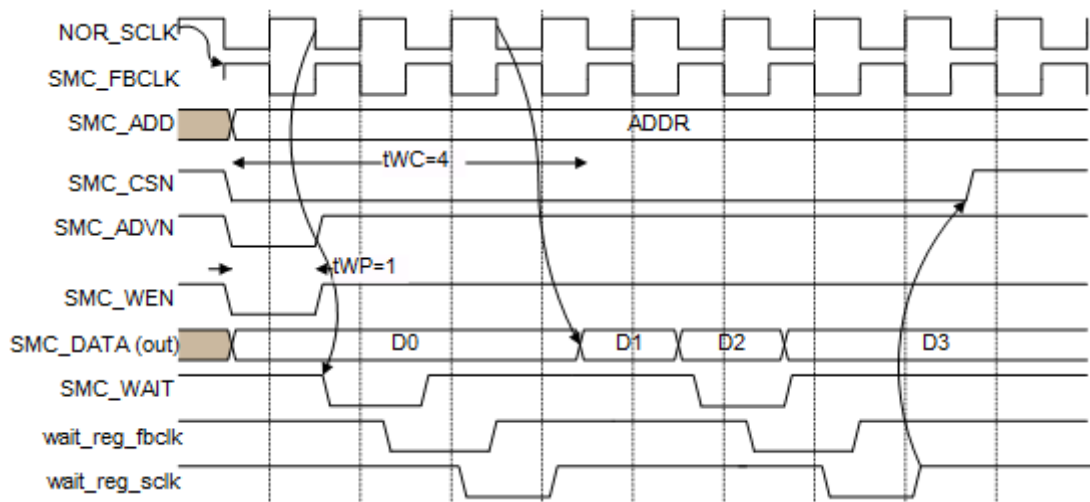 NOR_SCLK
SMC_FBCLK
SMC_ADD ADDR
tWC=4
SMC_CSN
SMC_ADVN
tWP=1
SMC_WEN
SMC_DATA (out) D0 D1 D2 D3
SMC_WAIT
wait_reg_fbclk
wait_reg_sclk